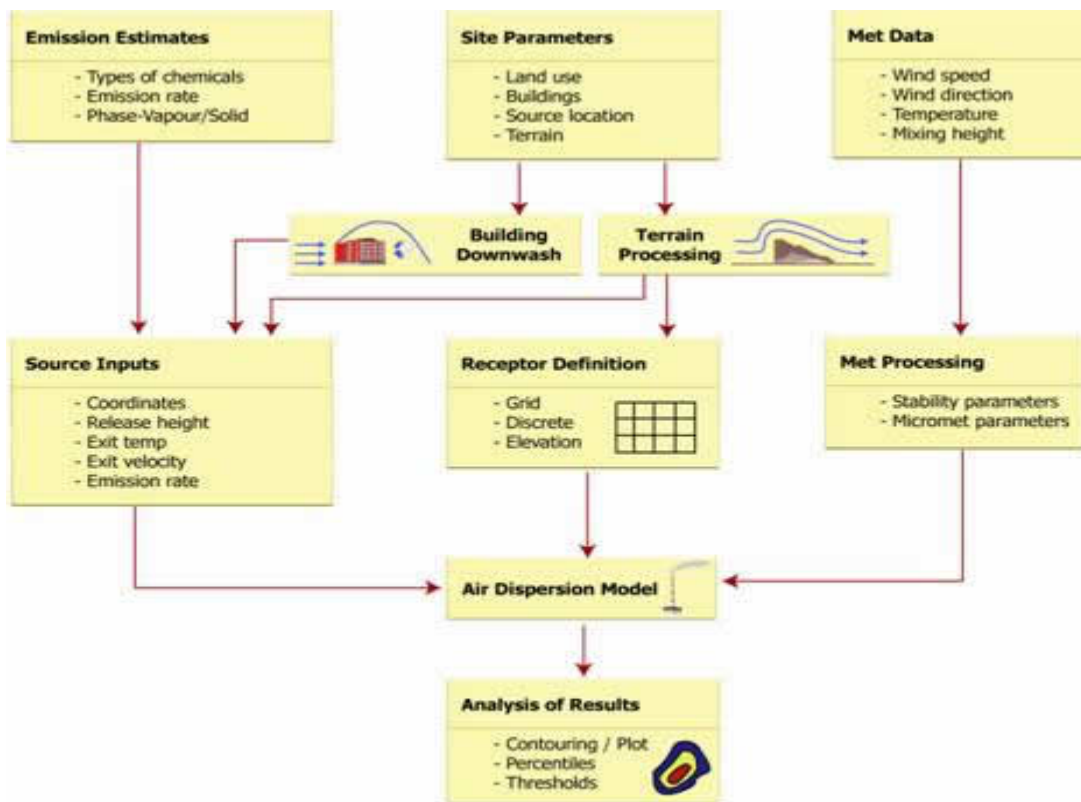 Emission Estimates
- Types of chemicals
- Emission rate
- Phase-Vapour/Solid
Site Parameters
- Land use
- Buildings
- Source location
- Terrain
Met Data
- Wind speed
- Wind direction
- Temperature
- Mixing height
Building
Downwash
Terrain
Processing
Source Inputs
- Coordinates
- Release height
- Exit temp
- Exit velocity
- Emission rate
Receptor Definition
- Grid
- Discrete
- Elevation
Met Processing
- Stability parameters
- Micromet parameters
Air Dispersion Model
Analysis of Results
- Contouring / Plot
- Percentiles
- Thresholds